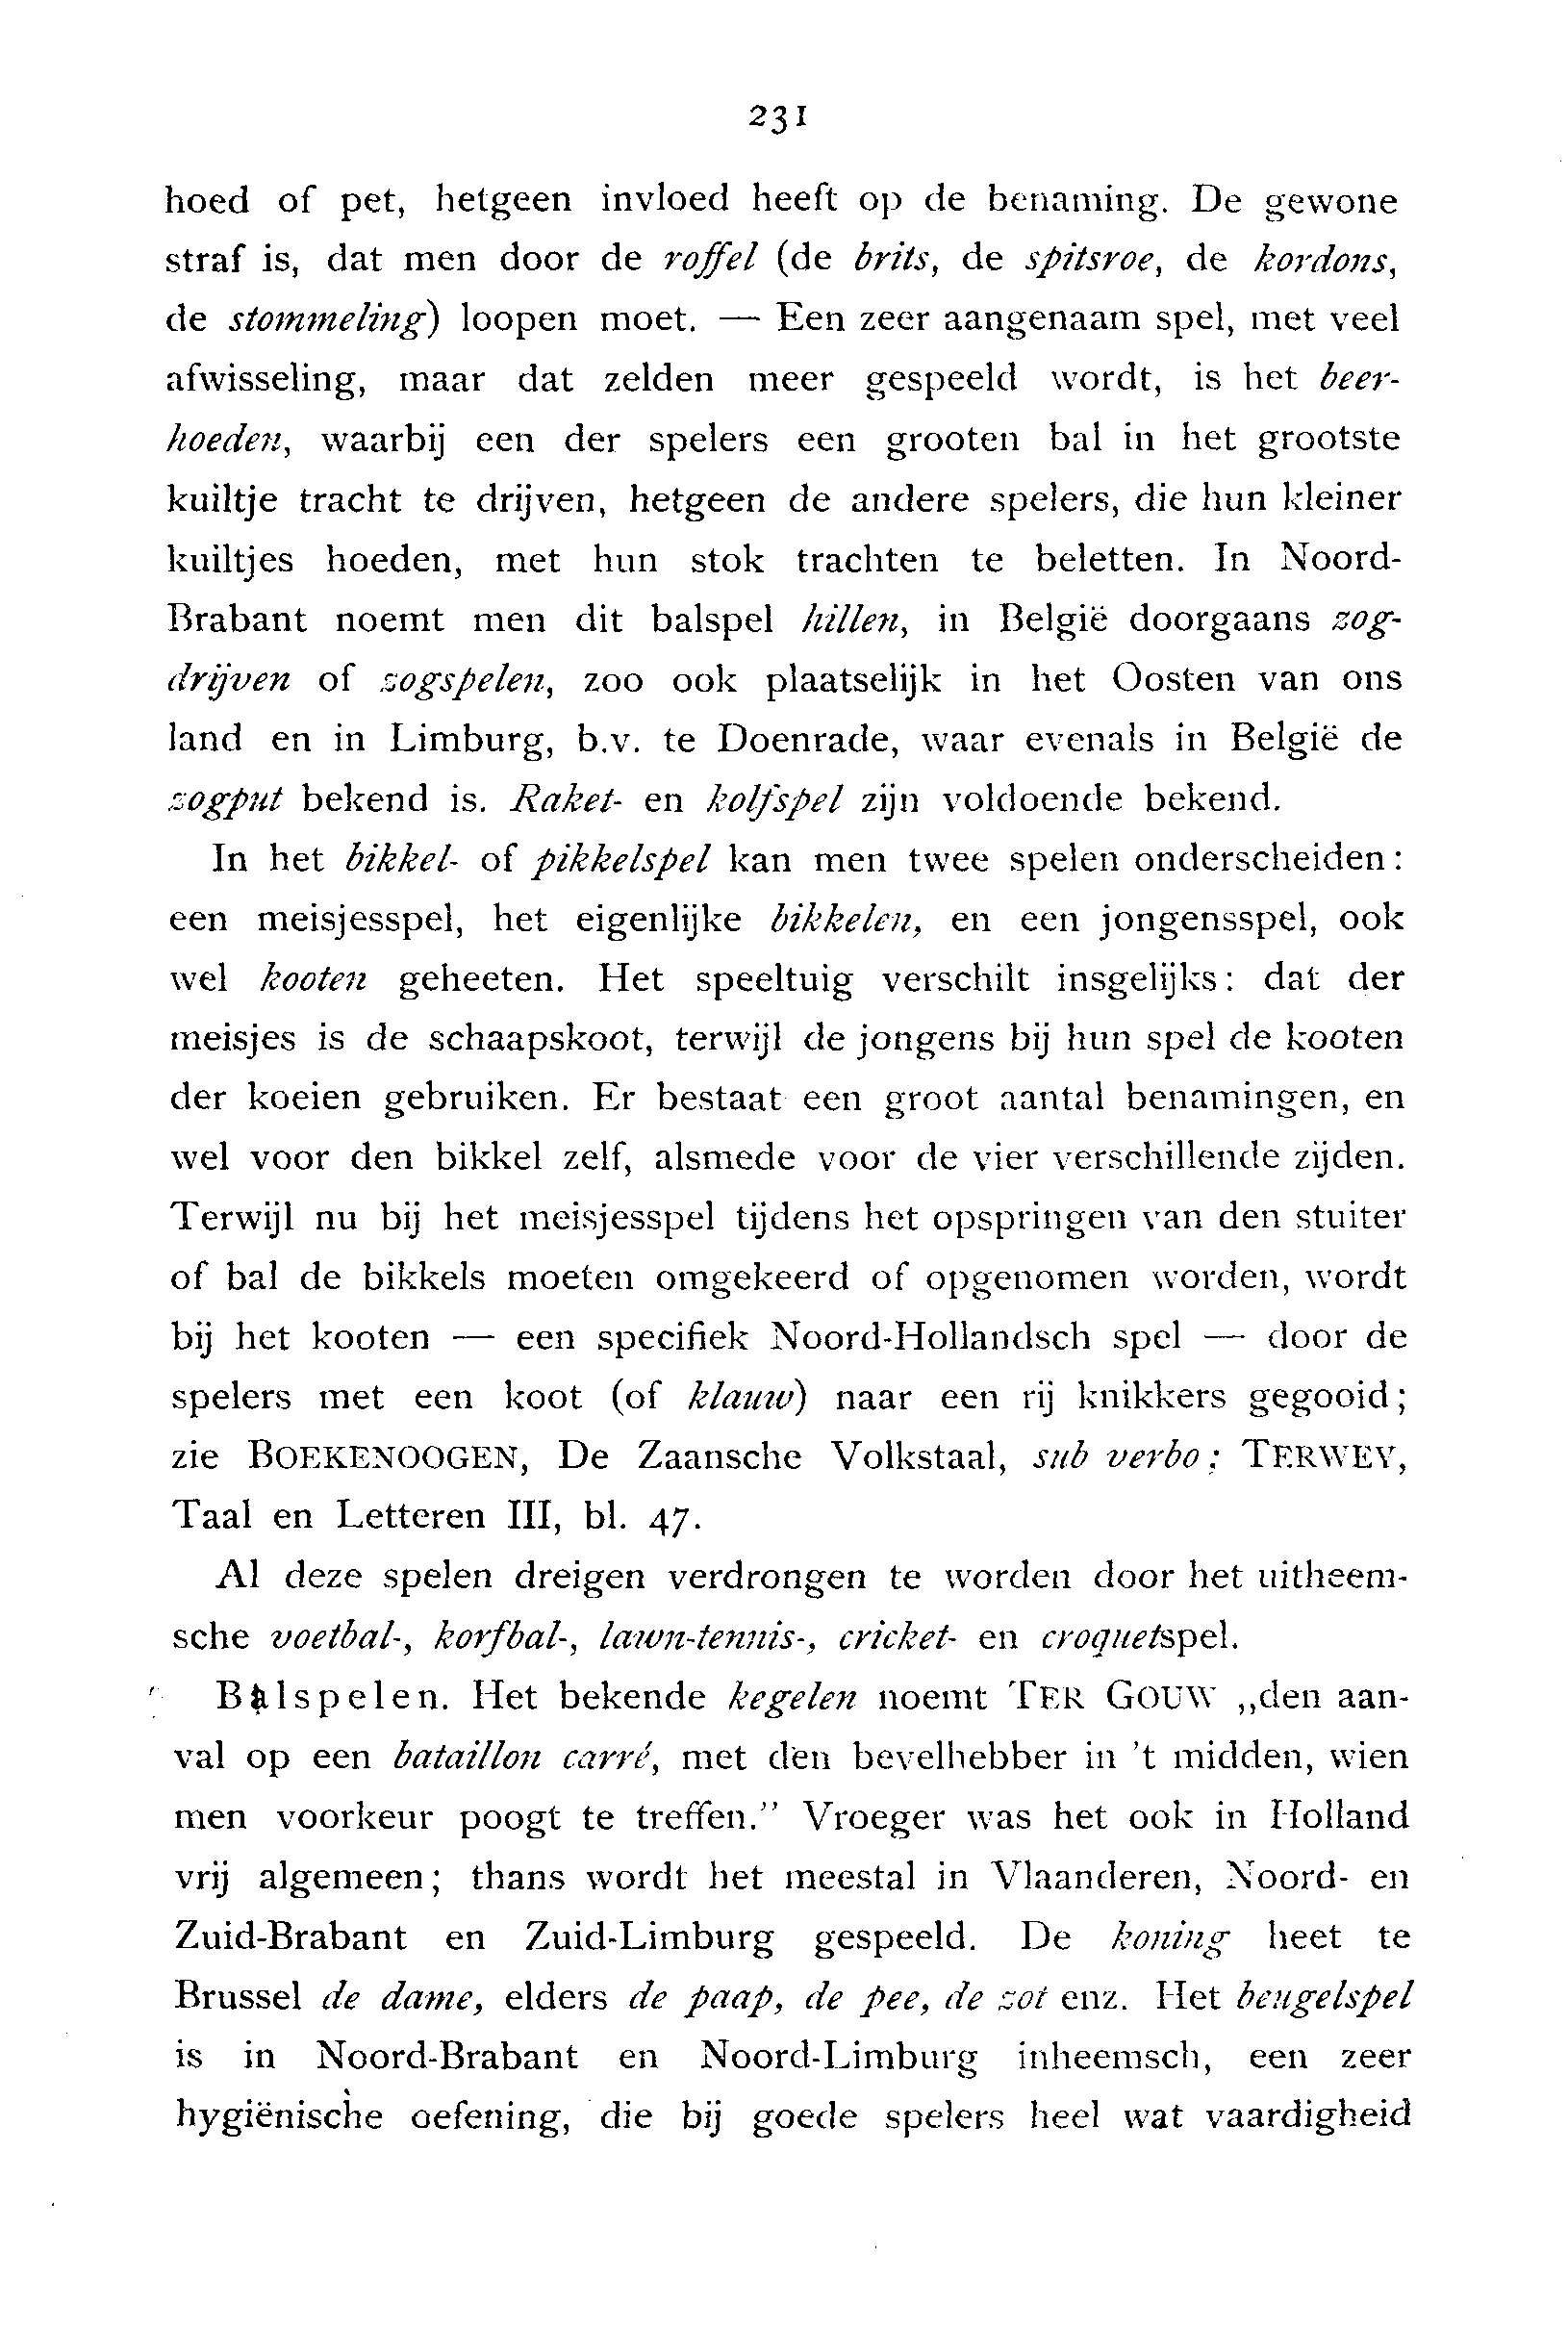 231
hoed of pet, hetgeen invloed heeft op de benaming. De gewone
straf is, dat men door de roffel (de brits, de spitsroe, de kordons,
de stommeling) loopen moet. — Een zeer aangenaam spel, met veel
afwisseling, maar dat zelden meer gespeeld wordt, is het beer-
hoeden, waarbij een der spelers een grooten bal in het grootste
kuiltje tracht te drijven, hetgeen de andere spelers, die hun kleiner
kuiltjes hoeden, met hun stok trachten te beletten. In Noord-
Brabant noemt men dit balspel hillen, in België doorgaans zog-
drijven of zogspelen, zoo ook plaatselijk in het Oosten van ons
land en in Limburg, b.v. te Doenrade, waar evenals in België de
zogput bekend is. Raket- en kolfspel zijn voldoende bekend.
In het bikkel- of pikkelspel kan men twee spelen onderscheiden:
een meisjesspel, het eigenlijke bikkelen, en een jongensspel, ook
wel kooten geheeten. Het speeltuig verschilt insgelijks: dat der
meisjes is de schaapskoot, terwijl de jongens bij hun spel de kooten
der koeien gebruiken. Er bestaat een groot aantal benamingen, en
wel voor den bikkel zelf, alsmede voor de vier verschillende zijden.
Terwijl nu bij het meisjesspel tijdens het opspringen van den stuiter
of bal de bikkels moeten omgekeerd of opgenomen worden, wordt
bij het kooten — een specifiek Noord-Hollandsch spel — door de
spelers met een koot (of klauw) naar een rij knikkers gegooid;
zie BOEKENOOGEN, De Zaansche Volkstaal, sub verbo; TERWEY,
Taal en Letteren III, bl. 47.
Al deze spelen dreigen verdrongen te worden door het uitheem-
sche voetbal-, korfbal-, lawn-tennis-, cricket- en croquetspel.
Balspelen. Het bekende kegelen noemt TER GOUW „den aan-
val op een bataillon carré, met den bevelhebber in 't midden, wien
men voorkeur poogt te treffen.” Vroeger was het ook in Holland
vrij algemeen; thans wordt het meestal in Vlaanderen, Noord- en
Zuid-Brabant en Zuid-Limburg gespeeld. De koning heet te
Brussel de dame, elders de paap, de pee, de zot enz. Het beugelspel
is in Noord-Brabant en Noord-Limburg inheemsch, een zeer
hygiënische oefening, die bij goede spelers heel wat vaardigheid